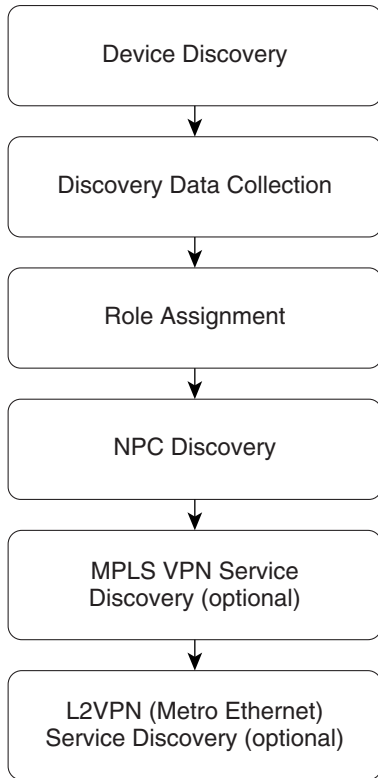 Device Discovery
Discovery Data Collection
Role Assignment
NPC Discovery
MPLS VPN Service
Discovery (optional)
L2VPN (Metro Ethernet)
Service Discovery (optional)